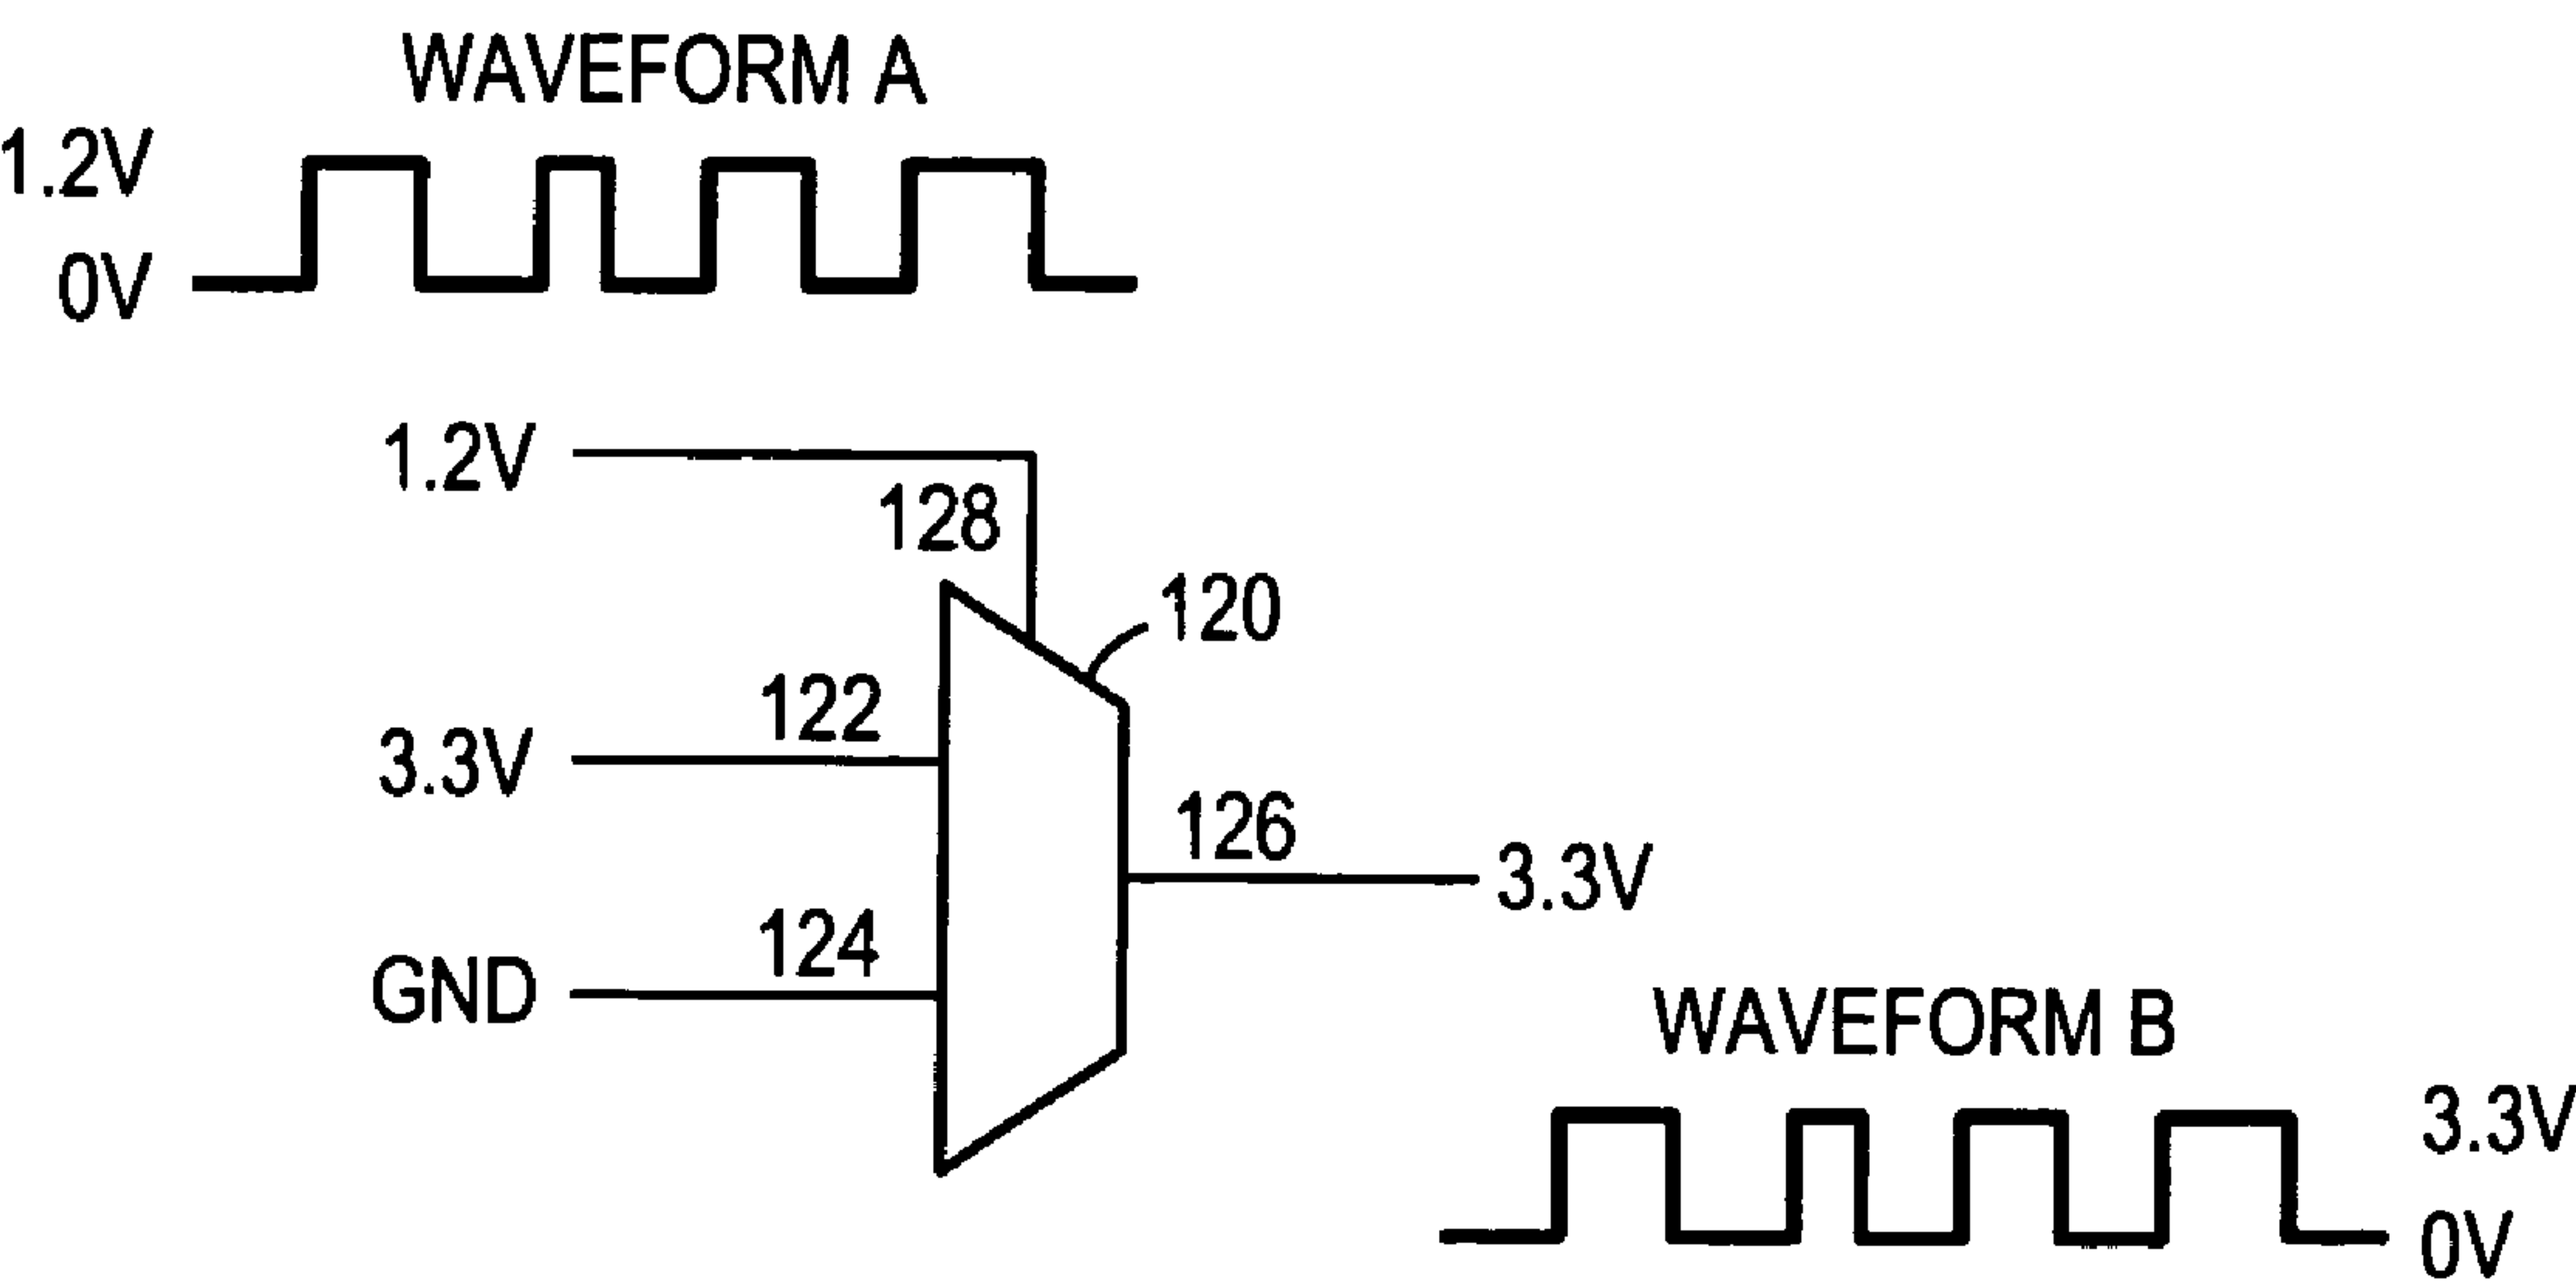 WAVEFORM A
1.2V
0V
1.2V
128
120
122
3.3V
126
3.3V
124
GND
WAVEFORM B
3.3V
0V